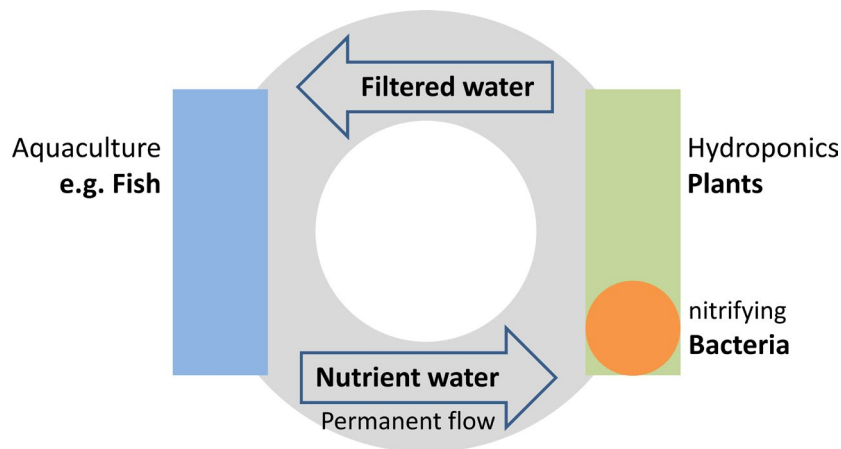 Filtered water
Aquaculture
e.g. Fish
Hydroponics
Plants
nitrifying
Bacteria
Nutrient water
Permanent flow